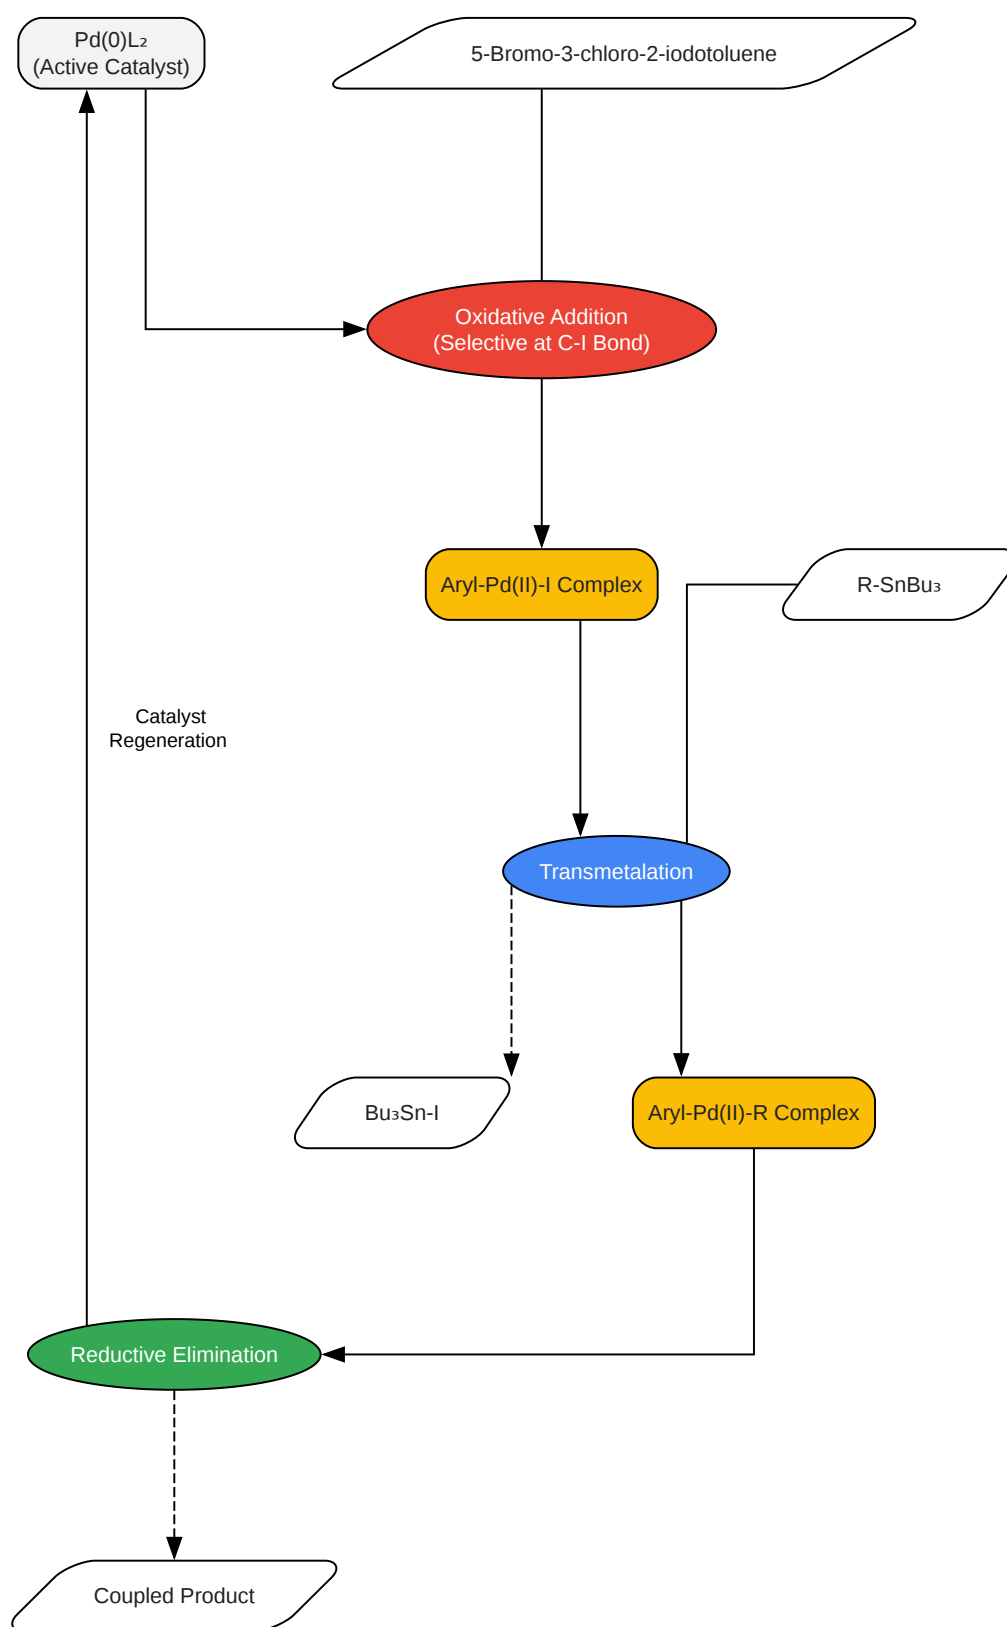 Pd(0)L₂
(Active Catalyst)
5-Bromo-3-chloro-2-iodotoluene
Oxidative Addition
(Selective at C-I Bond)
Aryl-Pd(II)-I Complex
R-SnBu₃
Catalyst
Regeneration
Transmetalation
Bu₃Sn-I
Aryl-Pd(II)-R Complex
Reductive Elimination
Coupled Product